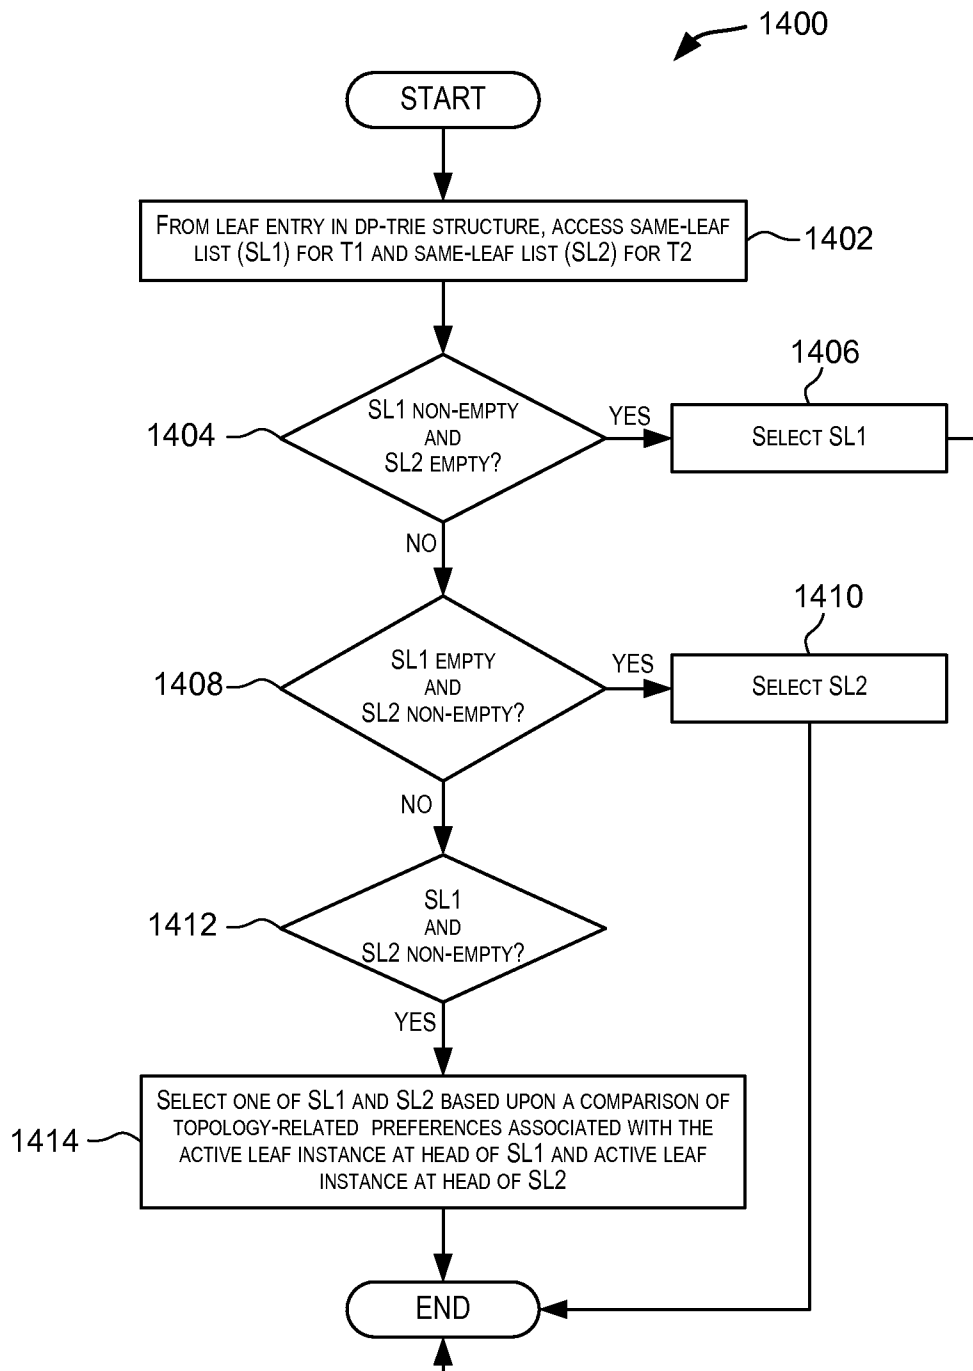 1400
START
FROM LEAF ENTRY IN DP-TRIE STRUCTURE, ACCESS SAME-LEAF
LIST (SL1) FOR T1 AND SAME-LEAF LIST (SL2) FOR T2
1402
1404
SL1 NON-EMPTY
AND
SL2 EMPTY?
YES
1406
SELECT SL1
NO
1408
SL1 EMPTY
AND
SL2 NON-EMPTY?
YES
1410
SELECT SL2
NO
1412
SL1
AND
SL2 NON-EMPTY?
YES
1414
SELECT ONE OF SL1 AND SL2 BASED UPON A COMPARISON OF
TOPOLOGY-RELATED PREFERENCES ASSOCIATED WITH THE
ACTIVE LEAF INSTANCE AT HEAD OF SL1 AND ACTIVE LEAF
INSTANCE AT HEAD OF SL2
END